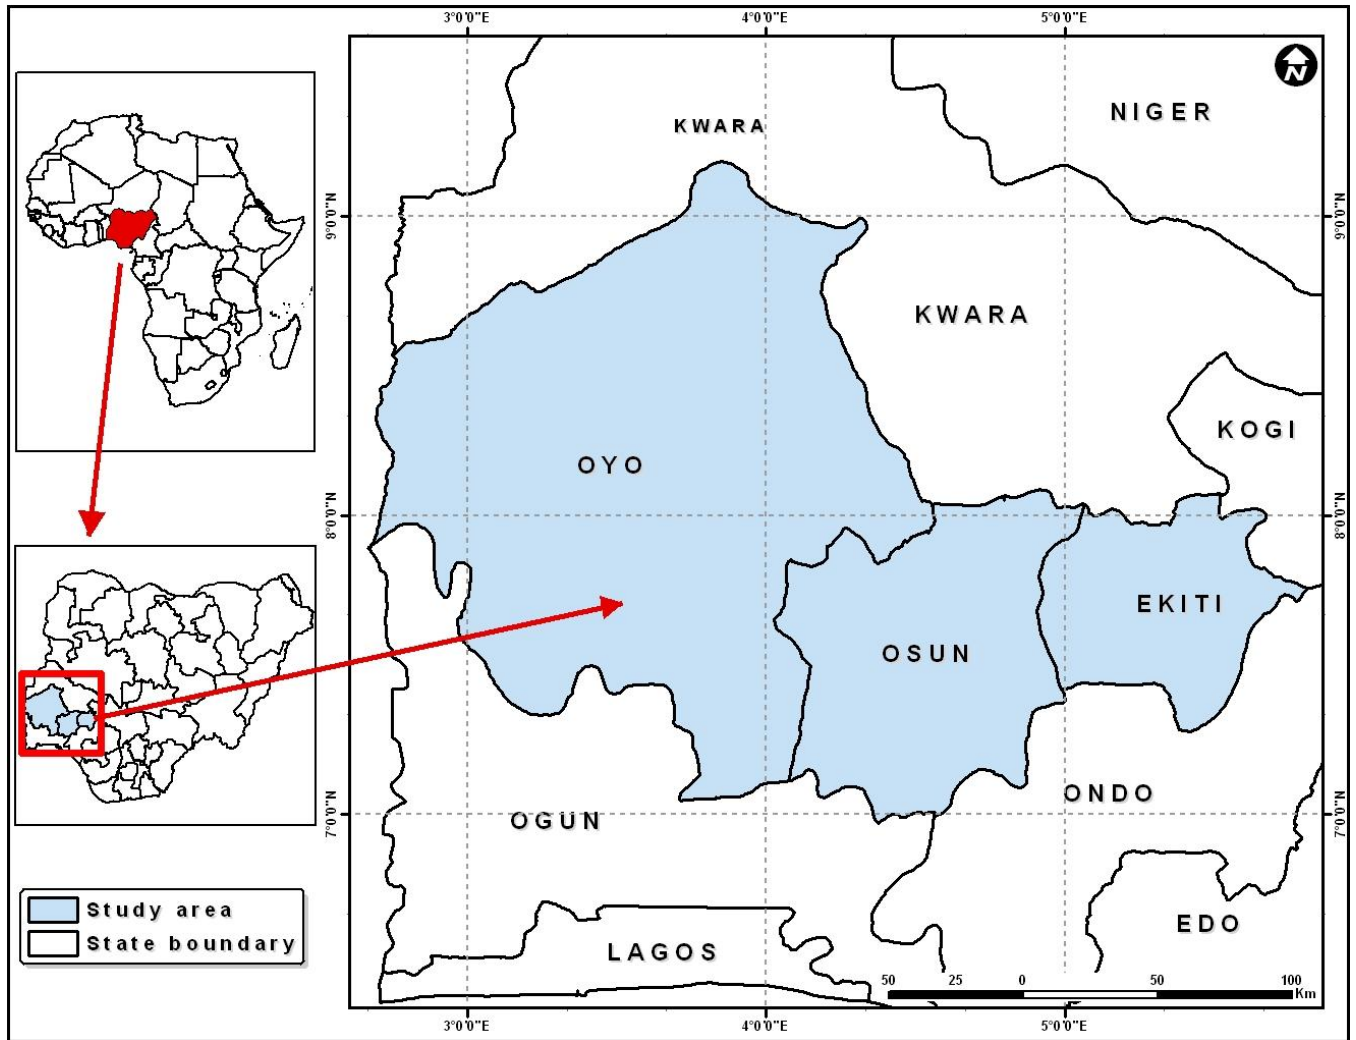 3°0'0"E 4°0'0"E 5°0'0"E
N
NIGER
KWARA
9°0'0"N 9°0'0"N
KWARA
KOGI
OYO
8°0'0"N 8°0'0"N
EKITI
OSUN
ONDO
7°0'0"N 7°0'0"N
OGUN
EDO
LAGOS
Study area
State boundary
50 25 0 50 100
Km
3°0'0"E 4°0'0"E 5°0'0"E